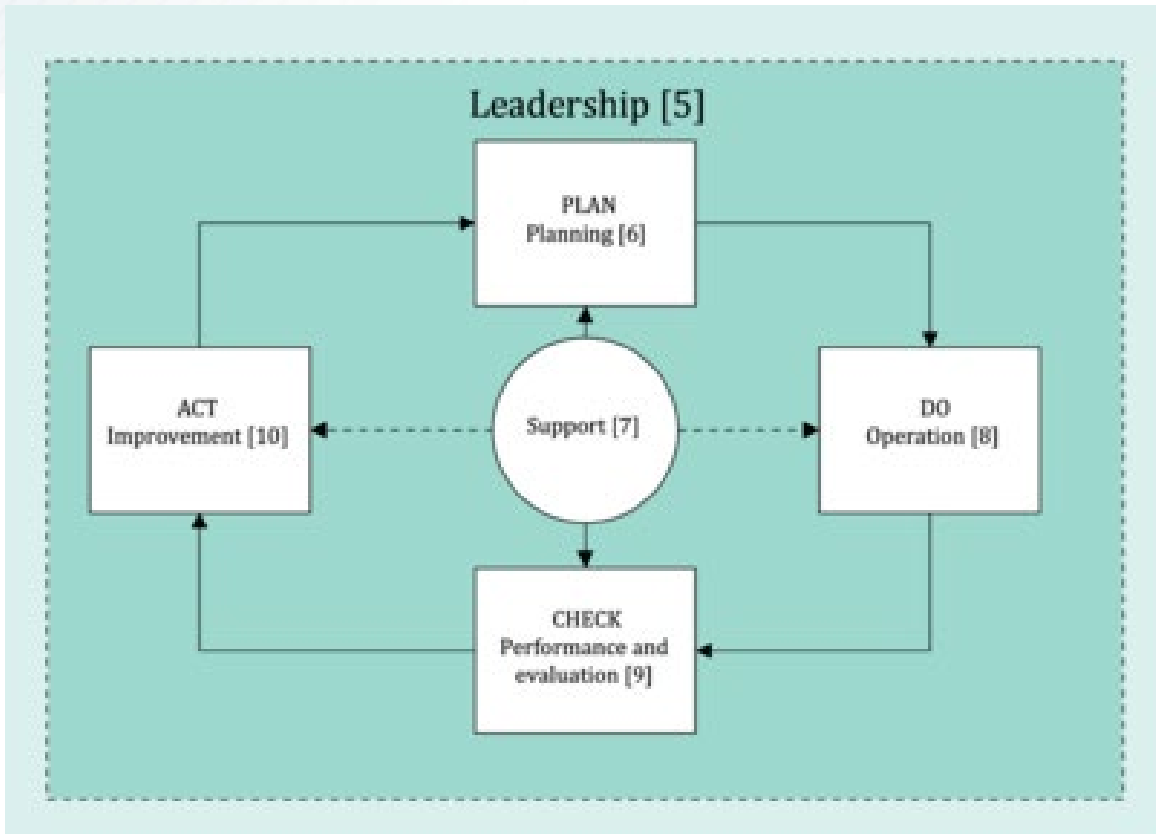 Leadership [5]
PLAN
Planning [6]
ACT
Improvement [10]
Support [7]
DO
Operation [8]
CHECK
Performance and
evaluation [9]